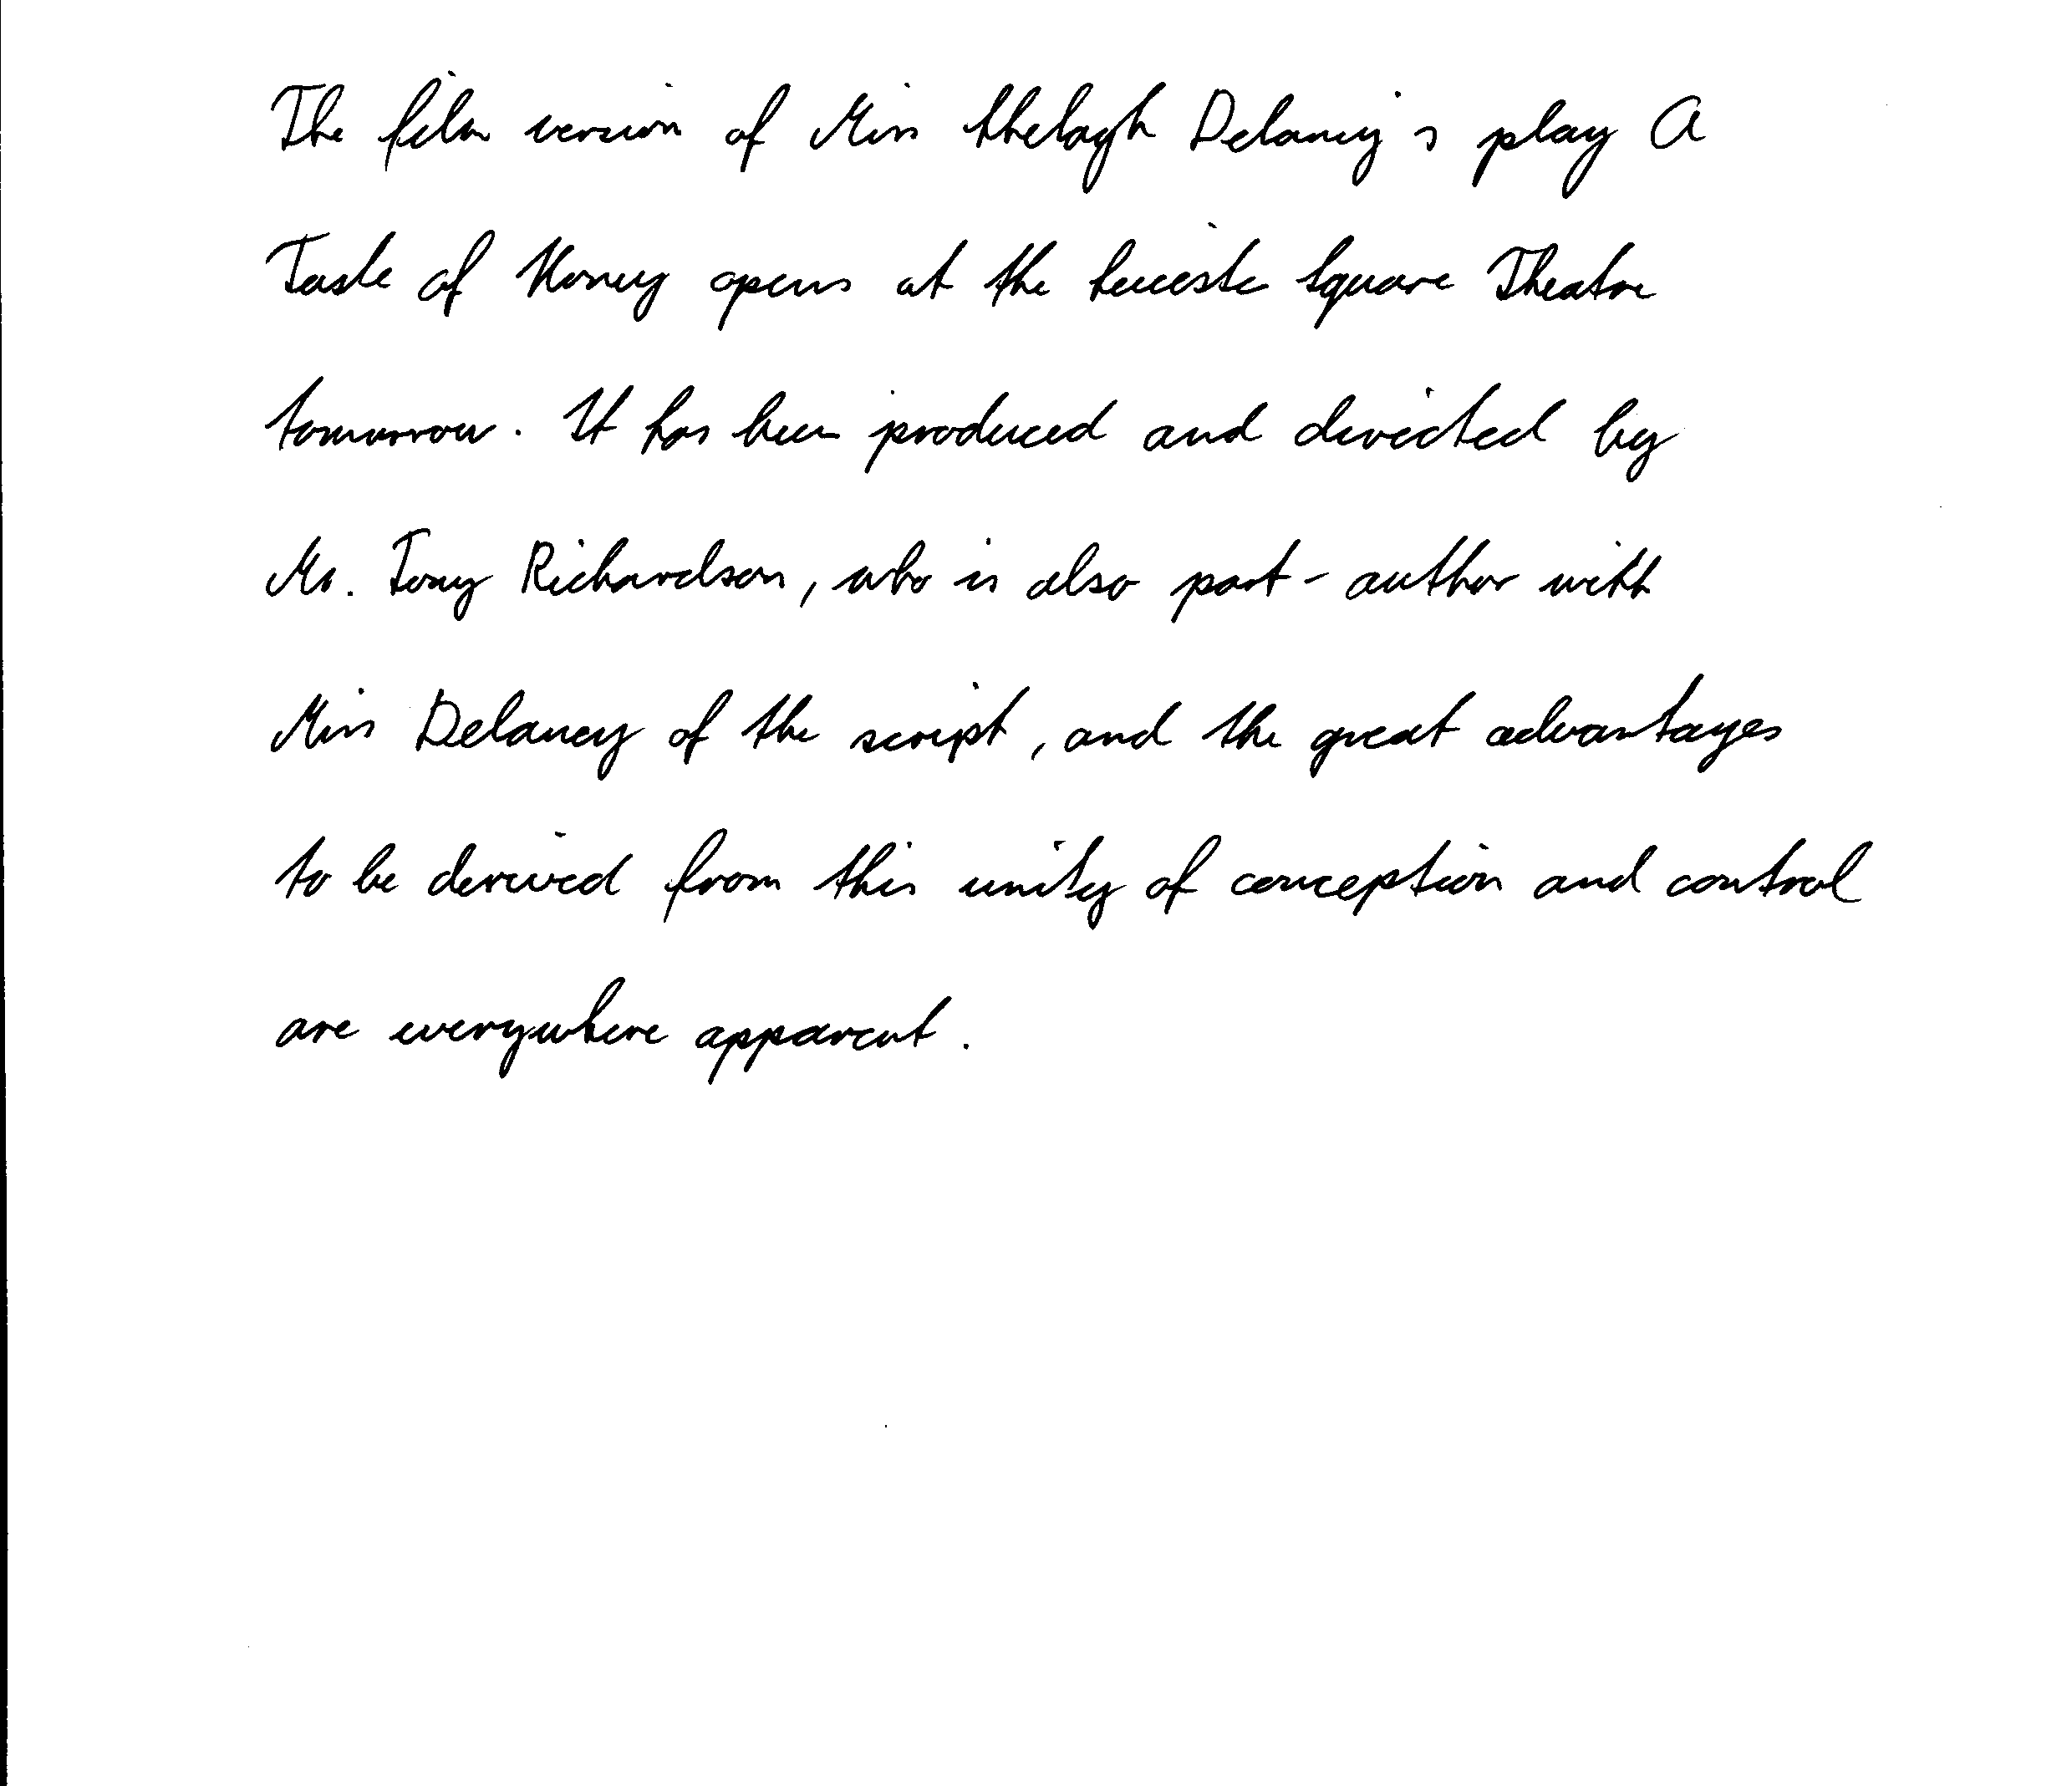 The film version of Miss Shelagh Delaney's play A
Taste of Honey opens at the Leicester Square Theatre
tomorrow. It has been produced and directed by
Mr. Tony Richardson, who is also part-author with
Miss Delaney of the script, and the great advantages
to be derived from this unity of conception and control
are everywhere apparent.